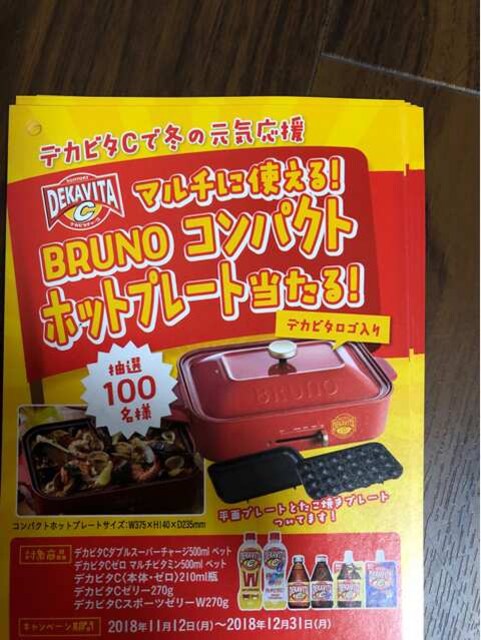 デカビタCで冬の元気応援
SUNTORY
DEKAVITA
C
マルチに使える!
BRUNO コンパクト
ホットプレート当たる!
デカビタロゴ入り
抽選
100
名様
BRUNO
平面プレートとたこ焼きプレート
ついてます!
コンパクトホットプレートサイズ:W375×H140×D235mm
対象商品
デカビタCダブルスーパーチャージ500ml ペット
デカビタCゼロ マルチビタミン500ml ペット
デカビタC〈本体・ゼロ〉210ml瓶
デカビタCゼリー270g
デカビタCスポーツゼリーW270g
キャンペーン期間
2018年11月12日(月)~2018年12月31日(月)